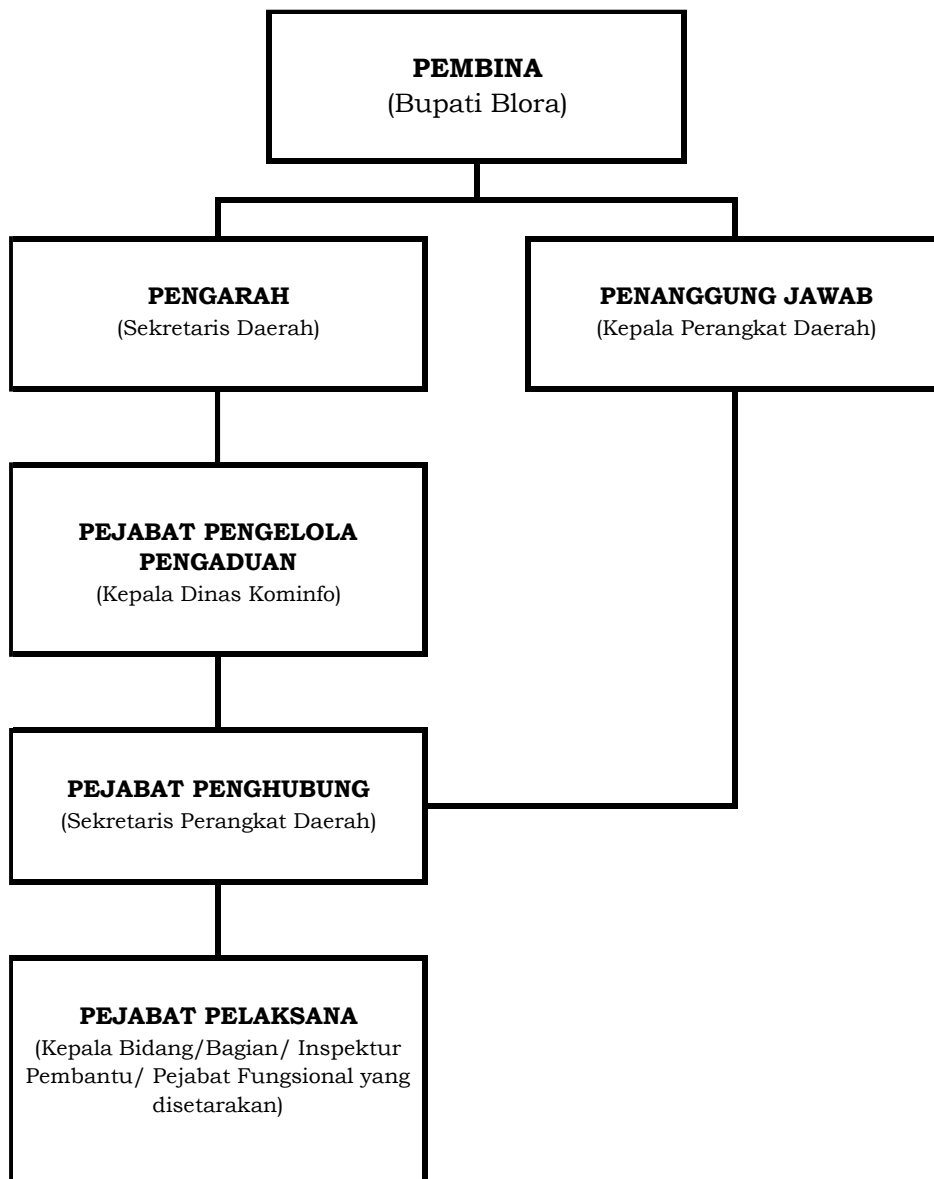 PEMBINA
(Bupati Blora)
PENGARAH
(Sekretaris Daerah)
PENANGGUNG JAWAB
(Kepala Perangkat Daerah)
PEJABAT PENGELOLA
PENGADUAN
(Kepala Dinas Kominfo)
PEJABAT PENGHUBUNG
(Sekretaris Perangkat Daerah)
PEJABAT PELAKSANA
(Kepala Bidang/Bagian/ Inspektur
Pembantu/ Pejabat Fungsional yang
disetarakan)